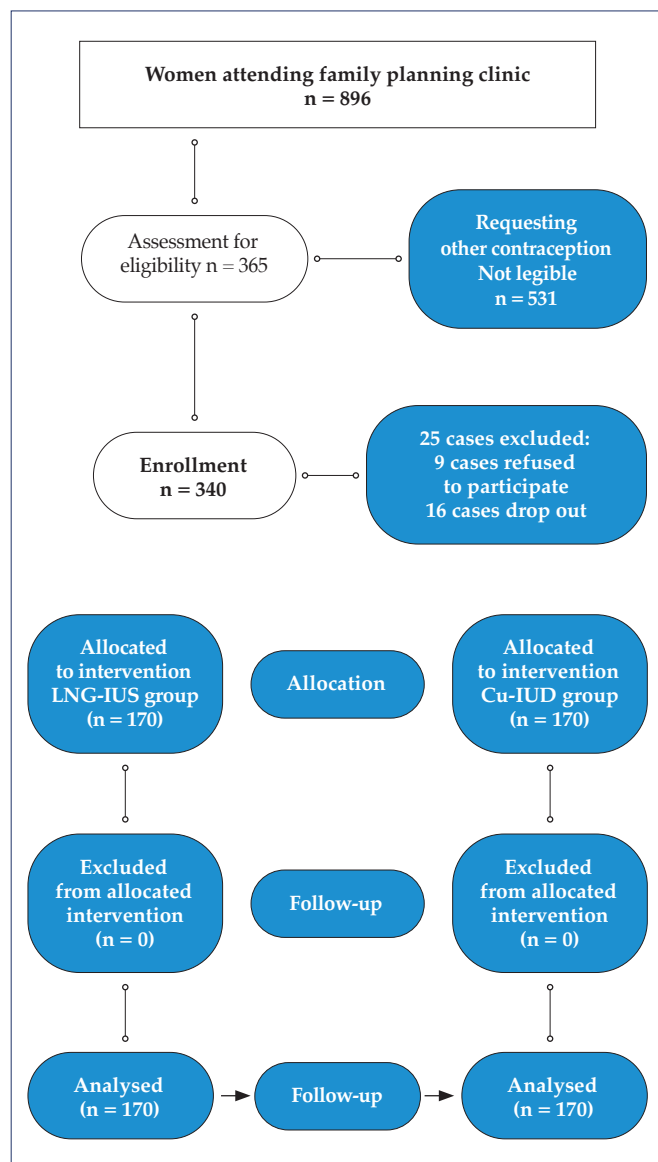 Women attending family planning clinic
n = 896
Assessment for
eligibility n = 365
Requesting
other contraception
Not legible
n = 531
Enrollment
n = 340
25 cases excluded:
9 cases refused
to participate
16 cases drop out
Allocated
to intervention
LNG-IUS group
(n = 170)
Allocation
Allocated
to intervention
Cu-IUD group
(n = 170)
Excluded
from allocated
intervention
(n = 0)
Follow-up
Excluded
from allocated
intervention
(n = 0)
Analysed
(n = 170)
Follow-up
Analysed
(n = 170)